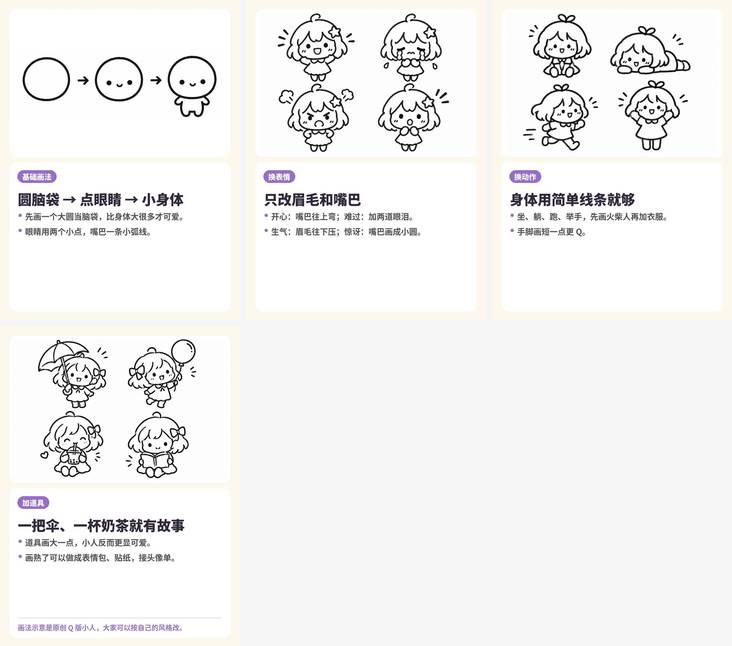 基础画法
圆脑袋 → 点眼睛 → 小身体
先画一个大圆当脑袋，比身体大很多才可爱。
眼睛用两个小点，嘴巴一条小弧线。
换表情
只改眉毛和嘴巴
开心：嘴巴往上弯；难过：加两道眼泪。
生气：眉毛往下压；惊讶：嘴巴画成小圆。
换动作
身体用简单线条就够
坐、躺、跑、举手，先画火柴人再加衣服。
手脚画短一点更 Q。
加道具
一把伞、一杯奶茶就有故事
道具画大一点，小人反而更显可爱。
画熟了可以做成表情包、贴纸，接头像单。
画法示意是原创 Q 版小人，大家可以按自己的风格改。